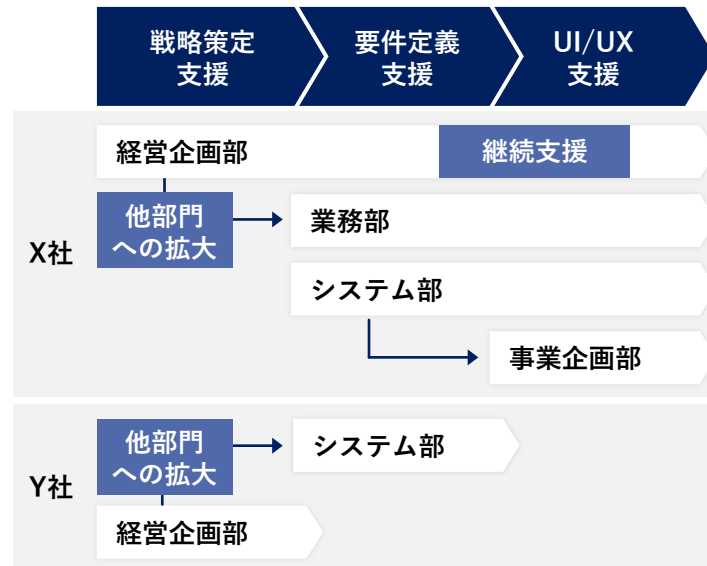 戦略策定
支援
要件定義
支援
UI/UX
支援
X社
経営企画部
継続支援
他部門
への拡大
業務部
システム部
事業企画部
Y社
他部門
への拡大
システム部
経営企画部